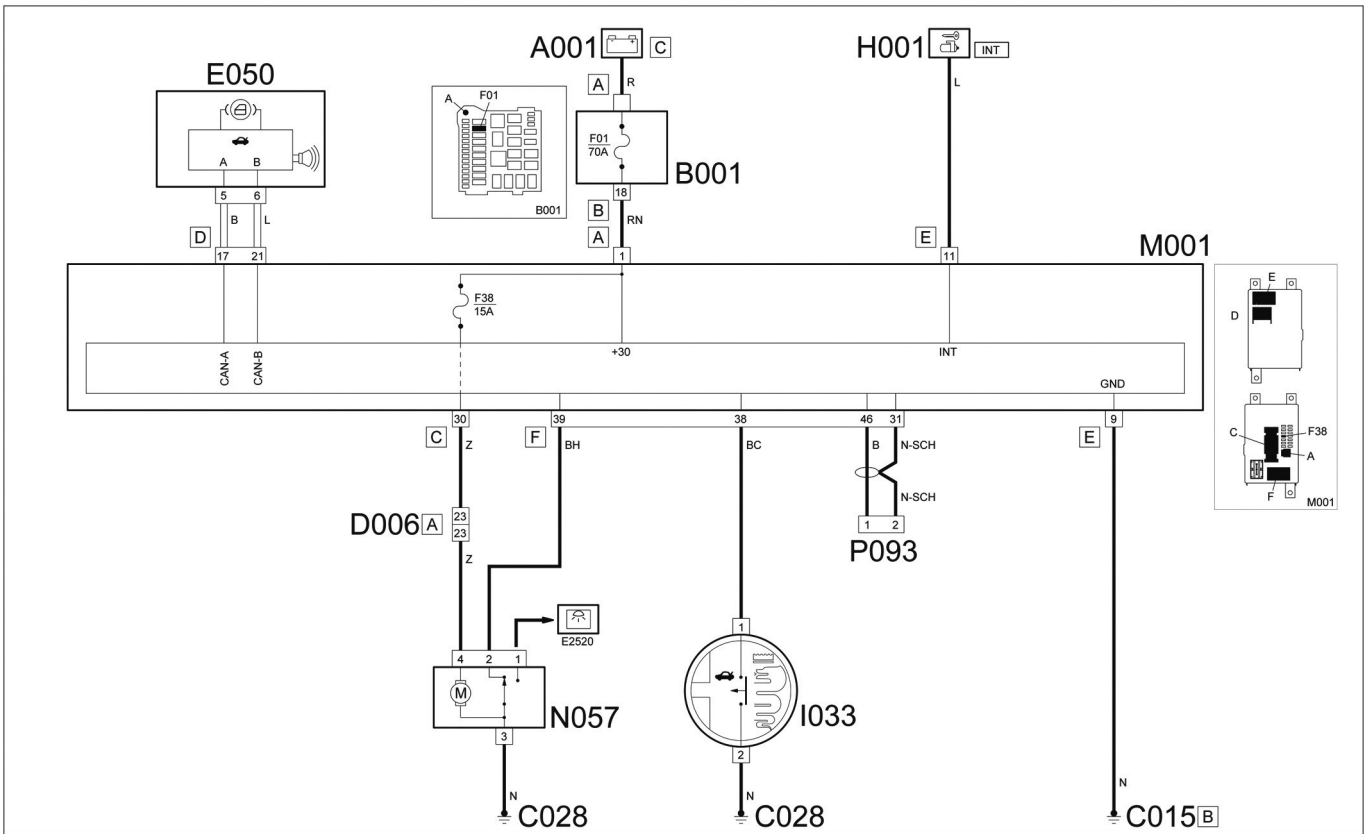 A001 C
H001 INT
E050
A R
L
A F01
F01
70A
B001
A B
5 6
18
B001
B L
B RN
D
A
E
17 21
1
11
M001
F38
15A
E
D
CAN-A CAN-B
+30
INT
GND
30 39 38 46 31 9
C Z
F BH
BC
B N-SCH
E
C F38
A
F
M001
N-SCH
D006 A 23
23
1 2
P093
Z
E2520
1
4 2 1
M
N057
I033
3
2
N
N
N
C028
C028
C015 B